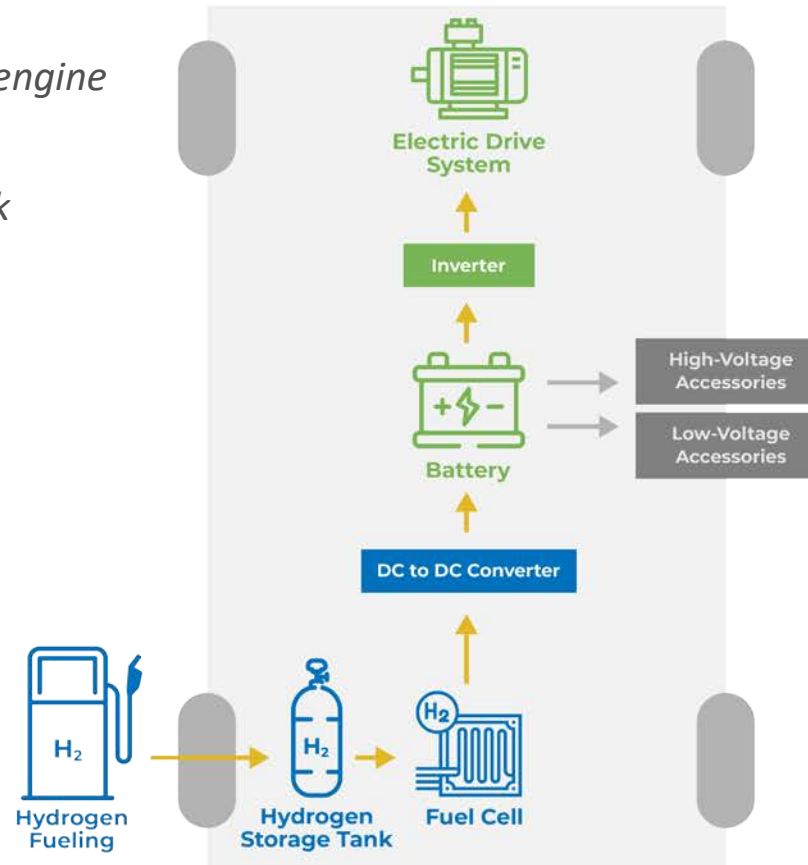 engine
k
Electric Drive
System
Inverter
High-Voltage
Accessories
+ -
Low-Voltage
Accessories
Battery
DC to DC Converter
H₂
H₂
H₂
Hydrogen
Fueling
Hydrogen
Storage Tank
Fuel Cell